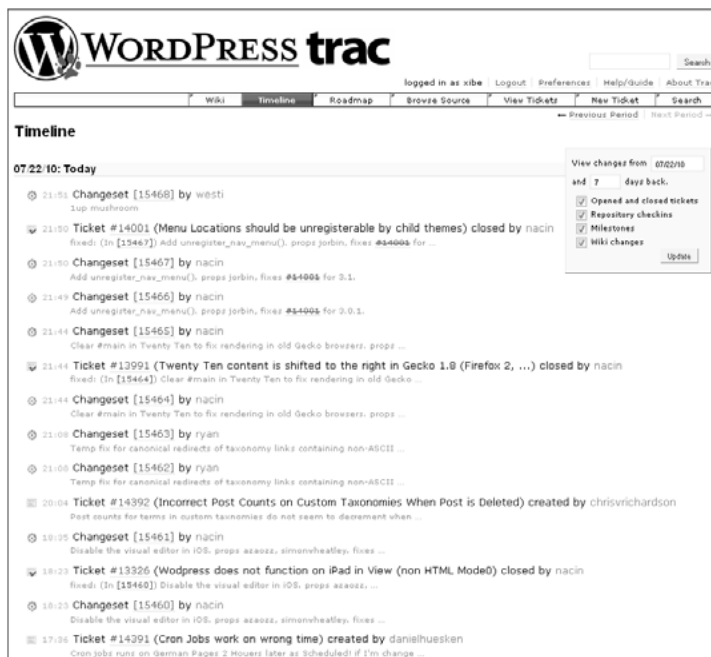 WORDPRESS trac
Search
logged in as xibe | Logout | Preferences | Help/Guide | About Trac
Wiki Timeline Roadmap Browse Source View Tickets New Ticket Search
← Previous Period | Next Period →
Timeline
View changes from 07/22/10
and 7 days back.
Opened and closed tickets
Repository checkins
Milestones
Wiki changes
Update
07/22/10: Today
21:51 Changeset [15468] by westi
1up mushroom
21:50 Ticket #14001 (Menu Locations should be unregisterable by child themes) closed by nacin
fixed: (In [15467]) Add unregister_nav_menu(). props jorbin, fixes #14001 for ...
21:50 Changeset [15467] by nacin
Add unregister_nav_menu(). props jorbin, fixes #14001 for 3.1.
21:49 Changeset [15466] by nacin
Add unregister_nav_menu(). props jorbin, fixes #14001 for 3.0.1.
21:44 Changeset [15465] by nacin
Clear #main in Twenty Ten to fix rendering in old Gecko browsers. props ...
21:44 Ticket #13991 (Twenty Ten content is shifted to the right in Gecko 1.8 (Firefox 2, ...) closed by nacin
fixed: (In [15464]) Clear #main in Twenty Ten to fix rendering in old Gecko ...
21:44 Changeset [15464] by nacin
Clear #main in Twenty Ten to fix rendering in old Gecko browsers. props ...
21:08 Changeset [15463] by ryan
Temp fix for canonical redirects of taxonomy links containing non-ASCII ...
21:08 Changeset [15462] by ryan
Temp fix for canonical redirects of taxonomy links containing non-ASCII ...
20:04 Ticket #14392 (Incorrect Post Counts on Custom Taxonomies When Post is Deleted) created by chrisvrichardson
Post counts for terms in custom taxnomies do not seem to decrement when ...
18:25 Changeset [15461] by nacin
Disable the visual editor in iOS. props azaozz, simonwheatley, fixes ...
18:23 Ticket #13326 (Wodpress does not function on iPad in View (non HTML Mode0) closed by nacin
fixed: (In [15460]) Disable the visual editor in iOS. props azaozz, ...
18:23 Changeset [15460] by nacin
Disable the visual editor in iOS. props azaozz, simonwheatley, fixes ...
17:36 Ticket #14391 (Cron Jobs work on wrong time) created by danielhuesken
Cron jobs runs on German Pages 2 Houers later as Scheduled! if I'm change ...